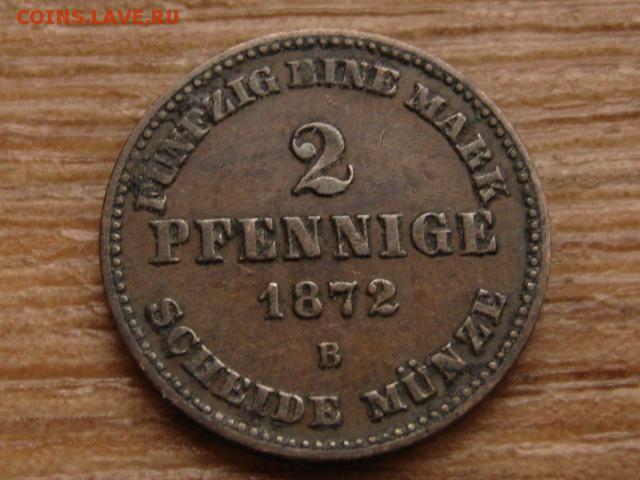 COINS.LAVE.RU
FÜNFZIG EINE MARK
2
PFENNIGE
1872
B
SCHEIDE MÜNZE